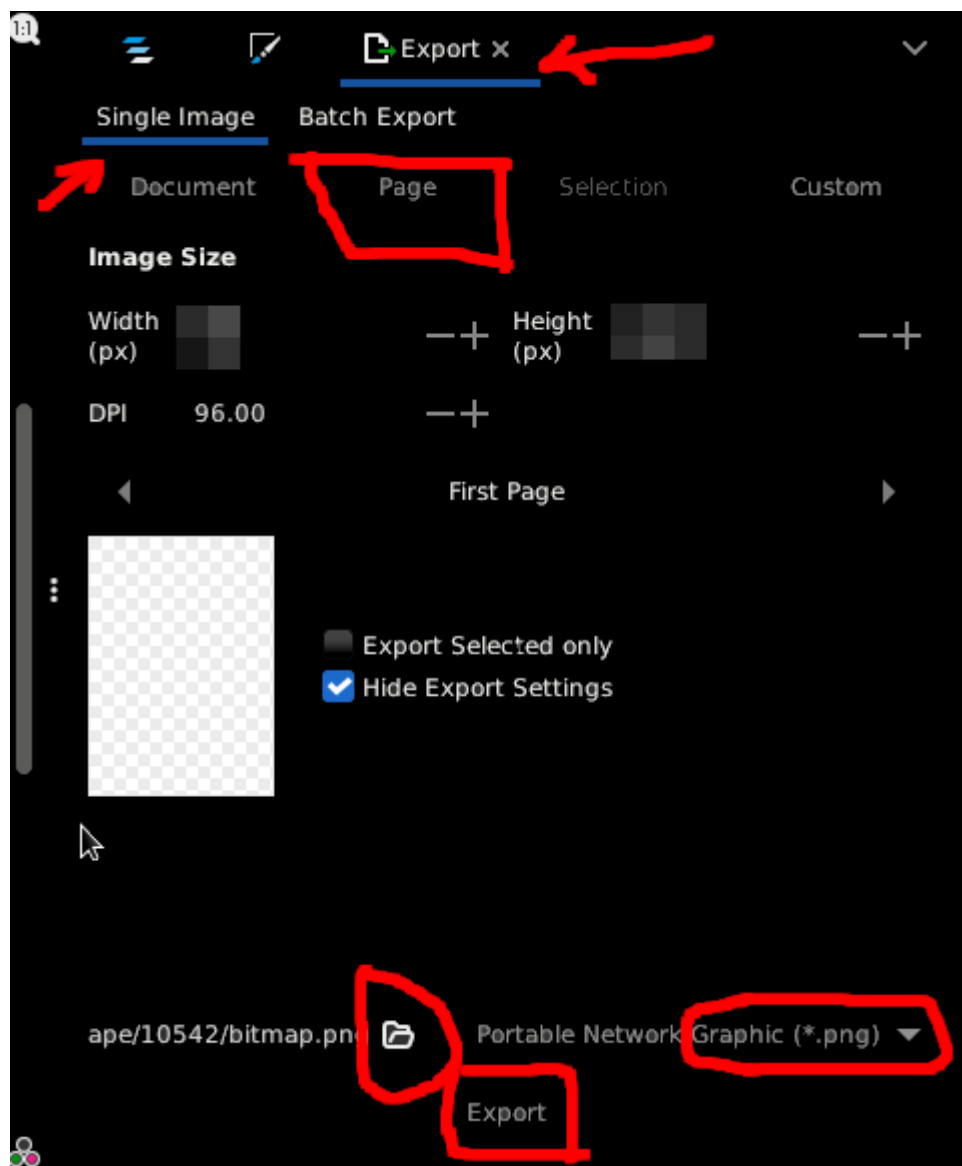 1:1
Export
Single Image Batch Export
Document Page Selection Custom
Image Size
Width (px) Height (px)
DPI 96.00
First Page
Export Selected only
Hide Export Settings
ape/10542/bitmap.png Portable Network Graphic (*.png)
Export